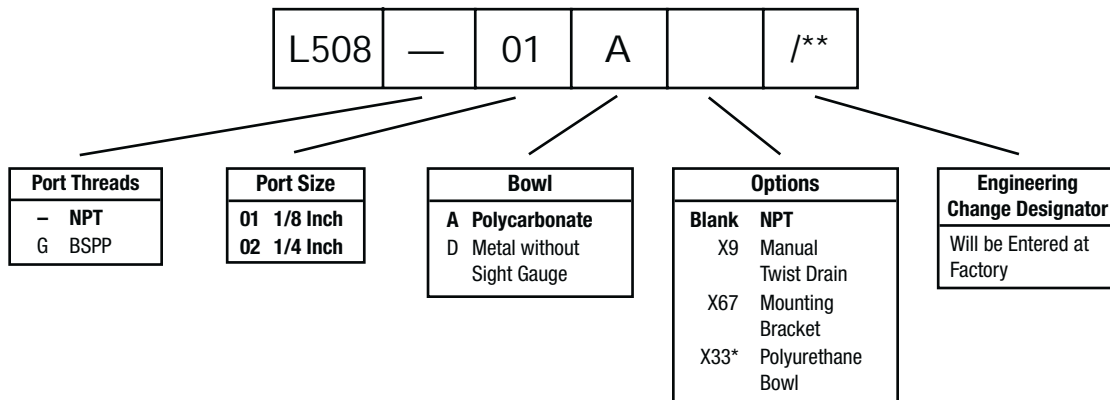 L508 — 01 A /**
Port Threads
– NPT
G BSPP
Port Size
01 1/8 Inch
02 1/4 Inch
Bowl
A Polycarbonate
D Metal without
Sight Gauge
Options
Blank NPT
X9 Manual
Twist Drain
X67 Mounting
Bracket
X33* Polyurethane
Bowl
Engineering
Change Designator
Will be Entered at
Factory